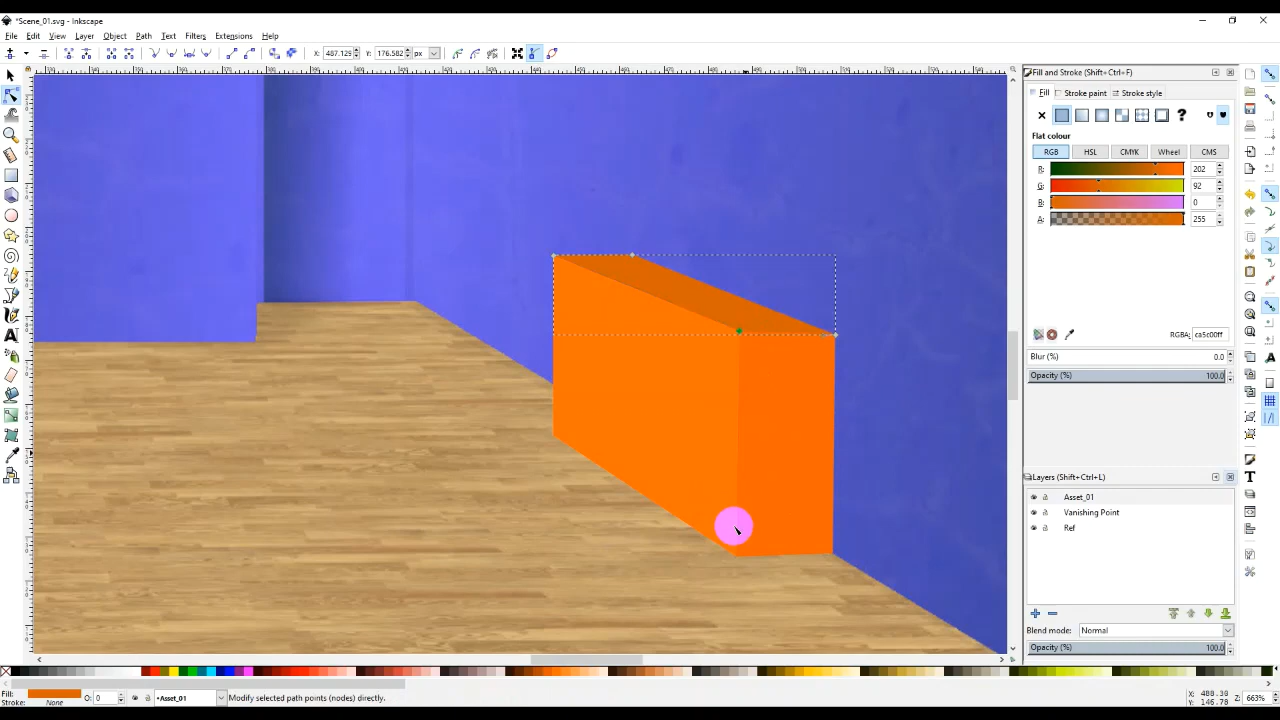 *Scene_01.svg - Inkscape
File Edit View Layer Object Path Text Filters Extensions Help
X: 487.129 Y: 176.582 px
Fill and Stroke (Shift+Ctrl+F)
Fill Stroke paint Stroke style
?
Flat colour
RGB HSL CMYK Wheel CMS
R: 202
G: 92
B: 0
A: 255
RGBA: ca5c00ff
Blur (%) 0.0
Opacity (%) 100.0
Layers (Shift+Ctrl+L)
Asset_01
Vanishing Point
Ref
Blend mode: Normal
Opacity (%) 100.0
Fill: O: 0 •Asset_01 Modify selected path points (nodes) directly.
Stroke: None
X: 488.30
Y: 146.70
Z: 663%